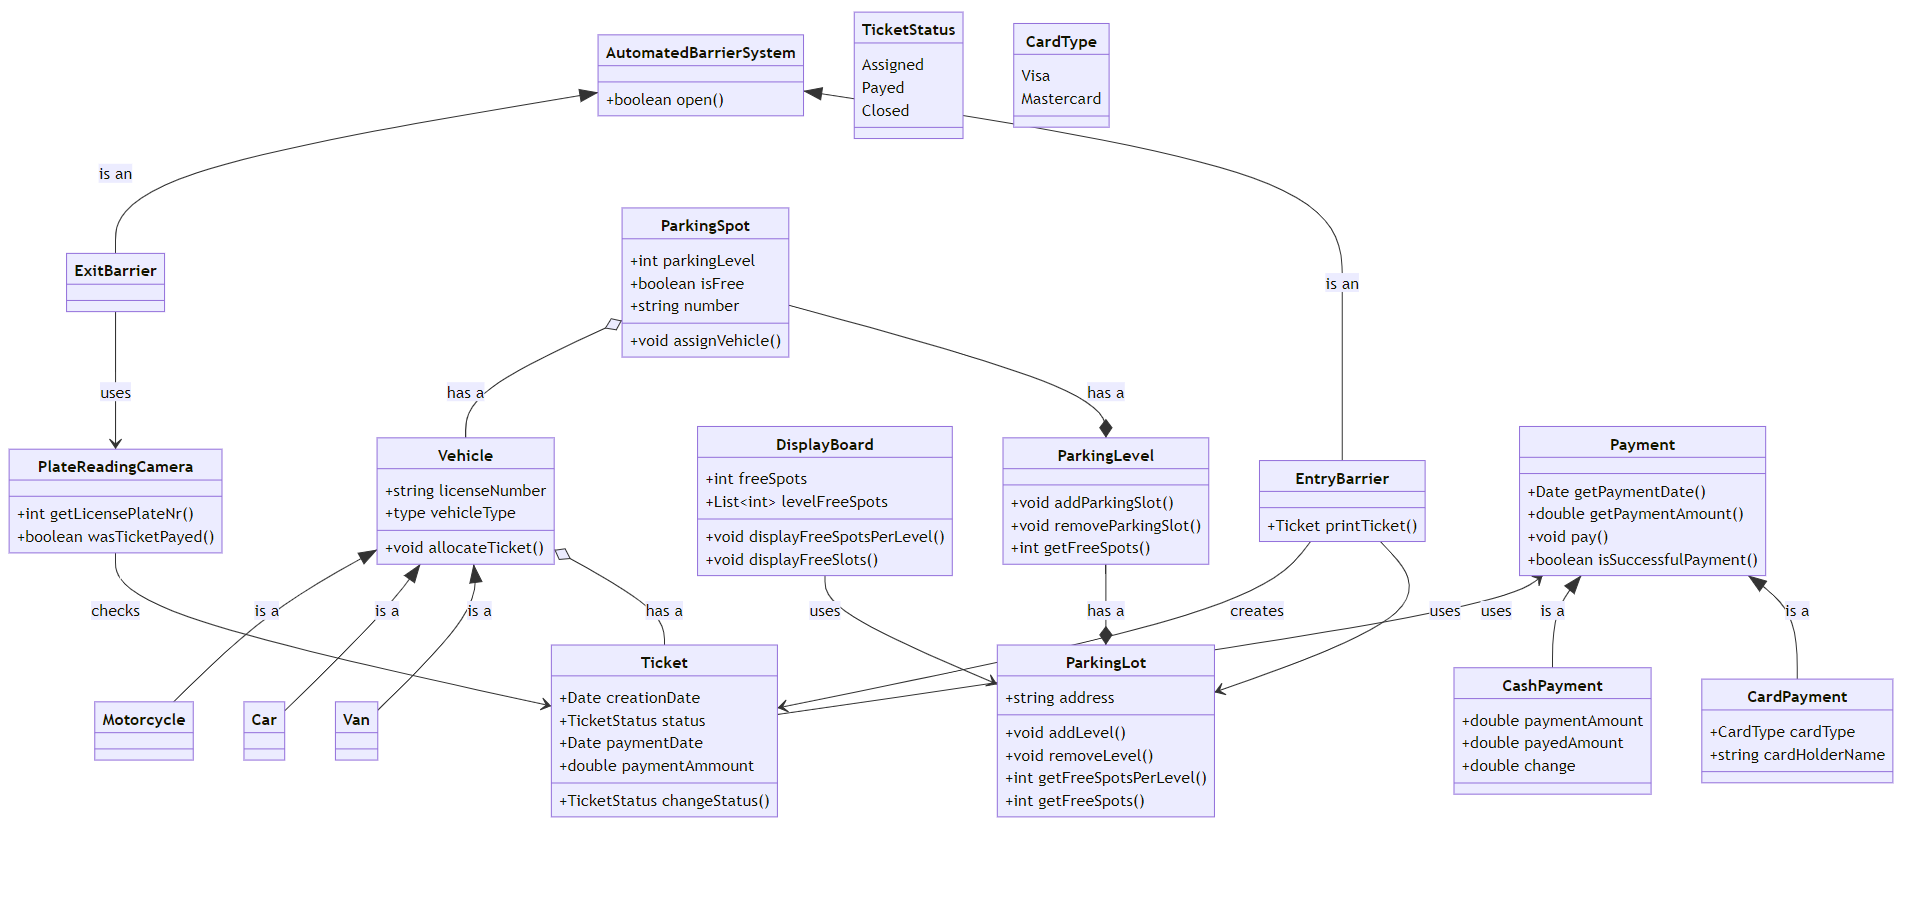 AutomatedBarrierSystem
+boolean open()
TicketStatus
Assigned
Payed
Closed
CardType
Visa
Mastercard
is an
ParkingSpot
+int parkingLevel
+boolean isFree
+string number
+void assignVehicle()
ExitBarrier
is an
uses
has a
has a
PlateReadingCamera
+int getLicensePlateNr()
+boolean wasTicketPayed()
Vehicle
+string licenseNumber
+type vehicleType
+void allocateTicket()
DisplayBoard
+int freeSpots
+List<int> levelFreeSpots
+void displayFreeSpotsPerLevel()
+void displayFreeSlots()
ParkingLevel
+void addParkingSlot()
+void removeParkingSlot()
+int getFreeSpots()
EntryBarrier
+Ticket printTicket()
Payment
+Date getPaymentDate()
+double getPaymentAmount()
+void pay()
+boolean isSuccessfulPayment()
checks
is a
is a
is a
has a
uses
has a
creates
uses
uses
is a
is a
Motorcycle
Car
Van
Ticket
+Date creationDate
+TicketStatus status
+Date paymentDate
+double paymentAmmount
+TicketStatus changeStatus()
ParkingLot
+string address
+void addLevel()
+void removeLevel()
+int getFreeSpotsPerLevel()
+int getFreeSpots()
CashPayment
+double paymentAmount
+double payedAmount
+double change
CardPayment
+CardType cardType
+string cardHolderName